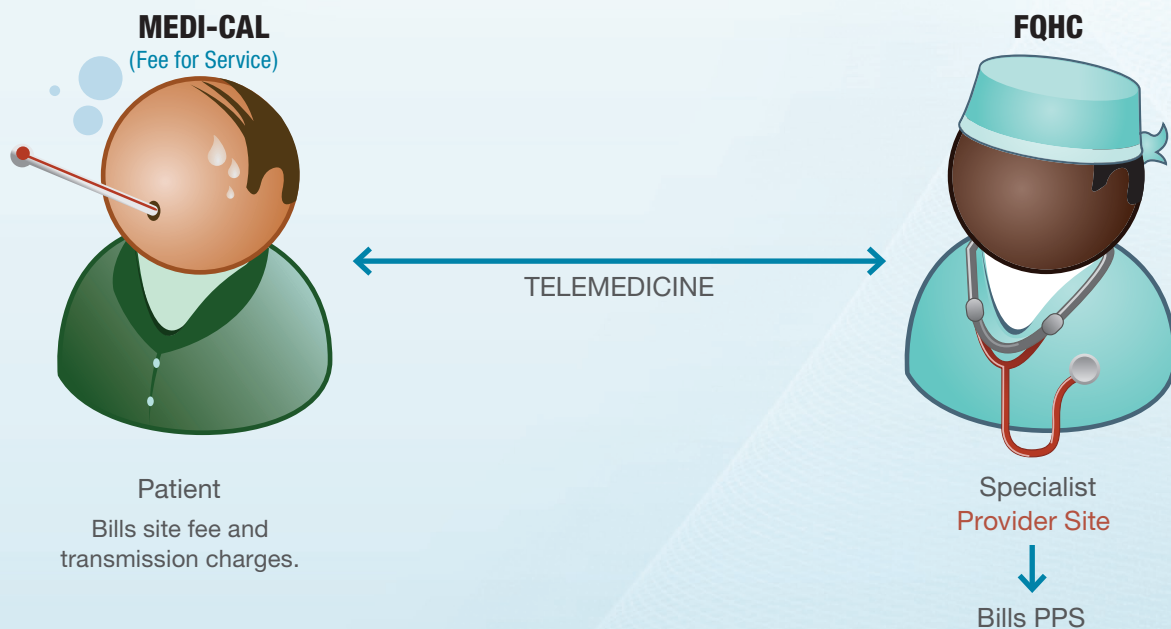 MEDI-CAL
(Fee for Service)
FQHC
TELEMEDICINE
Patient
Bills site fee and
transmission charges.
Specialist
Provider Site
Bills PPS